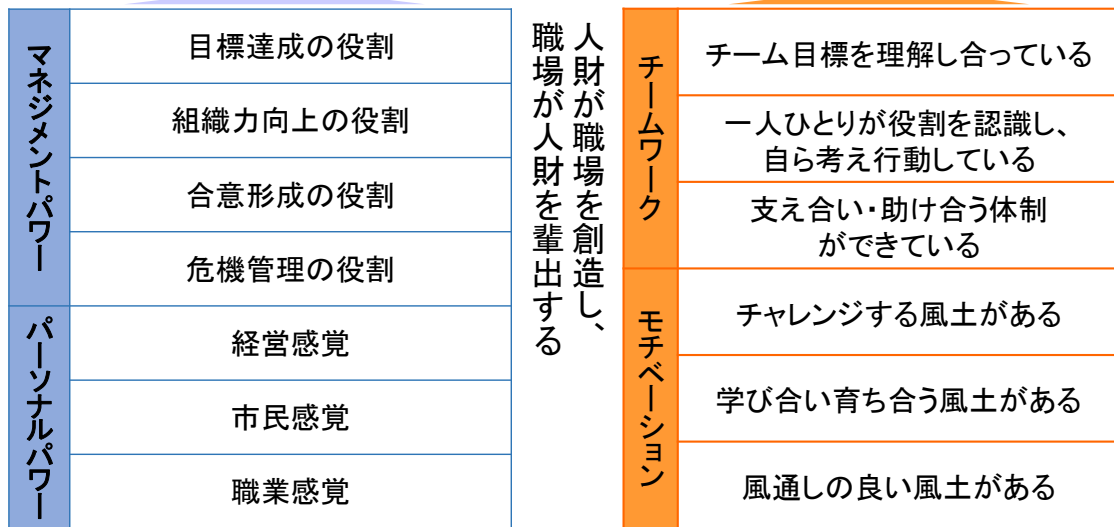 マネジメントパワー
目標達成の役割
組織力向上の役割
合意形成の役割
危機管理の役割
パーソナルパワー
経営感覚
市民感覚
職業感覚
人財が職場を創造し、
職場が人財を輩出する
チームワーク
チーム目標を理解し合っている
一人ひとりが役割を認識し、
自ら考え行動している
支え合い・助け合う体制
ができている
モチベーション
チャレンジする風土がある
学び合い育ち合う風土がある
風通しの良い風土がある